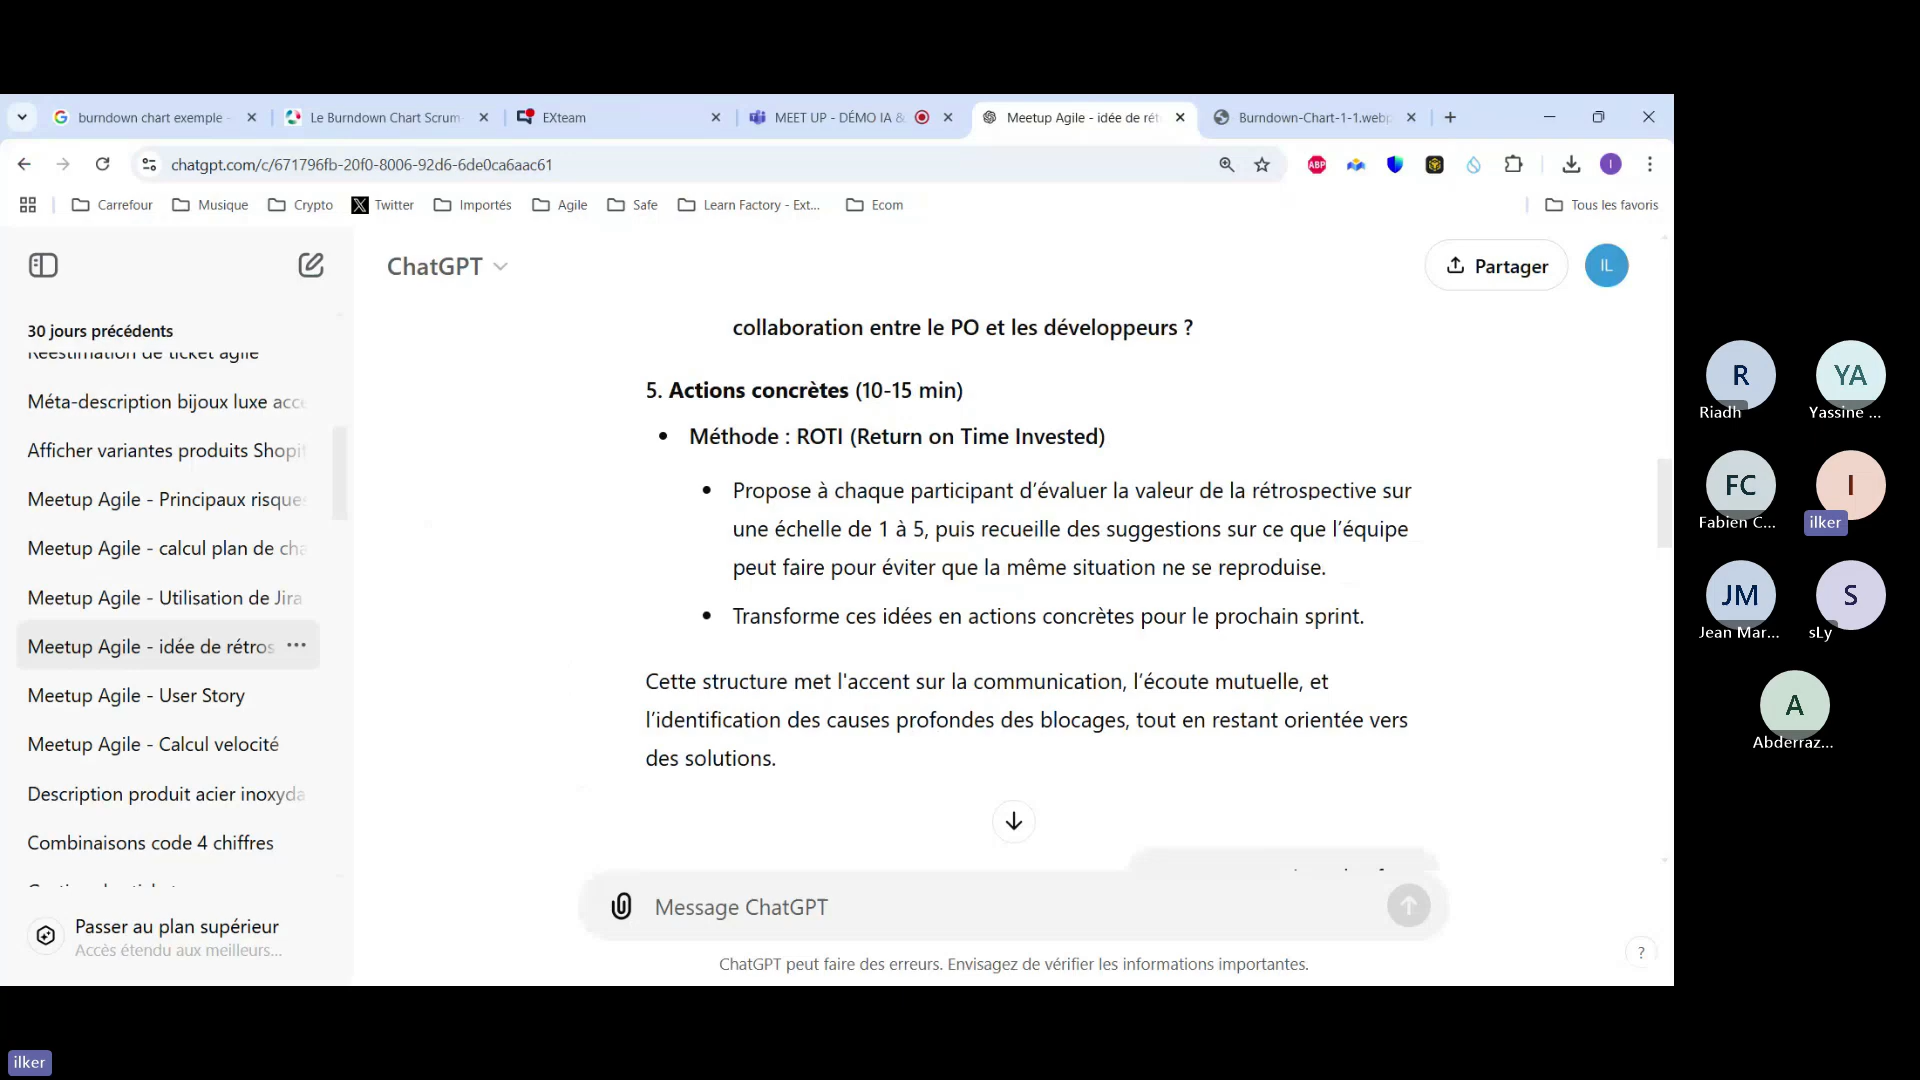 burndown chart exemple -
Le Burndown Chart Scrum
EXteam
MEET UP - DÉMO IA &
Meetup Agile - idée de rét
Burndown-Chart-1-1.webp
chatgpt.com/c/671796fb-20f0-8006-92d6-6de0ca6aac61
ABP
I
Carrefour
Musique
Crypto
Twitter
Importés
Agile
Safe
Learn Factory - Ext...
Ecom
Tous les favoris
ChatGPT
Partager
IL
30 jours précédents
Réestimation de ticket agile
Méta-description bijoux luxe acce
Afficher variantes produits Shopif
Meetup Agile - Principaux risques
Meetup Agile - calcul plan de cha
Meetup Agile - Utilisation de Jira
Meetup Agile - idée de rétros
Meetup Agile - User Story
Meetup Agile - Calcul velocité
Description produit acier inoxyda
Combinaisons code 4 chiffres
Passer au plan supérieur
Accès étendu aux meilleurs...
collaboration entre le PO et les développeurs ?
5. Actions concrètes (10-15 min)
• Méthode : ROTI (Return on Time Invested)
• Propose à chaque participant d’évaluer la valeur de la rétrospective sur
une échelle de 1 à 5, puis recueille des suggestions sur ce que l’équipe
peut faire pour éviter que la même situation ne se reproduise.
• Transforme ces idées en actions concrètes pour le prochain sprint.
Cette structure met l'accent sur la communication, l’écoute mutuelle, et
l’identification des causes profondes des blocages, tout en restant orientée vers
des solutions.
Message ChatGPT
ChatGPT peut faire des erreurs. Envisagez de vérifier les informations importantes.
?
R
Riadh
YA
Yassine ...
FC
Fabien C...
I
ilker
JM
Jean Mar...
S
sLy
A
Abderraz...
ilker